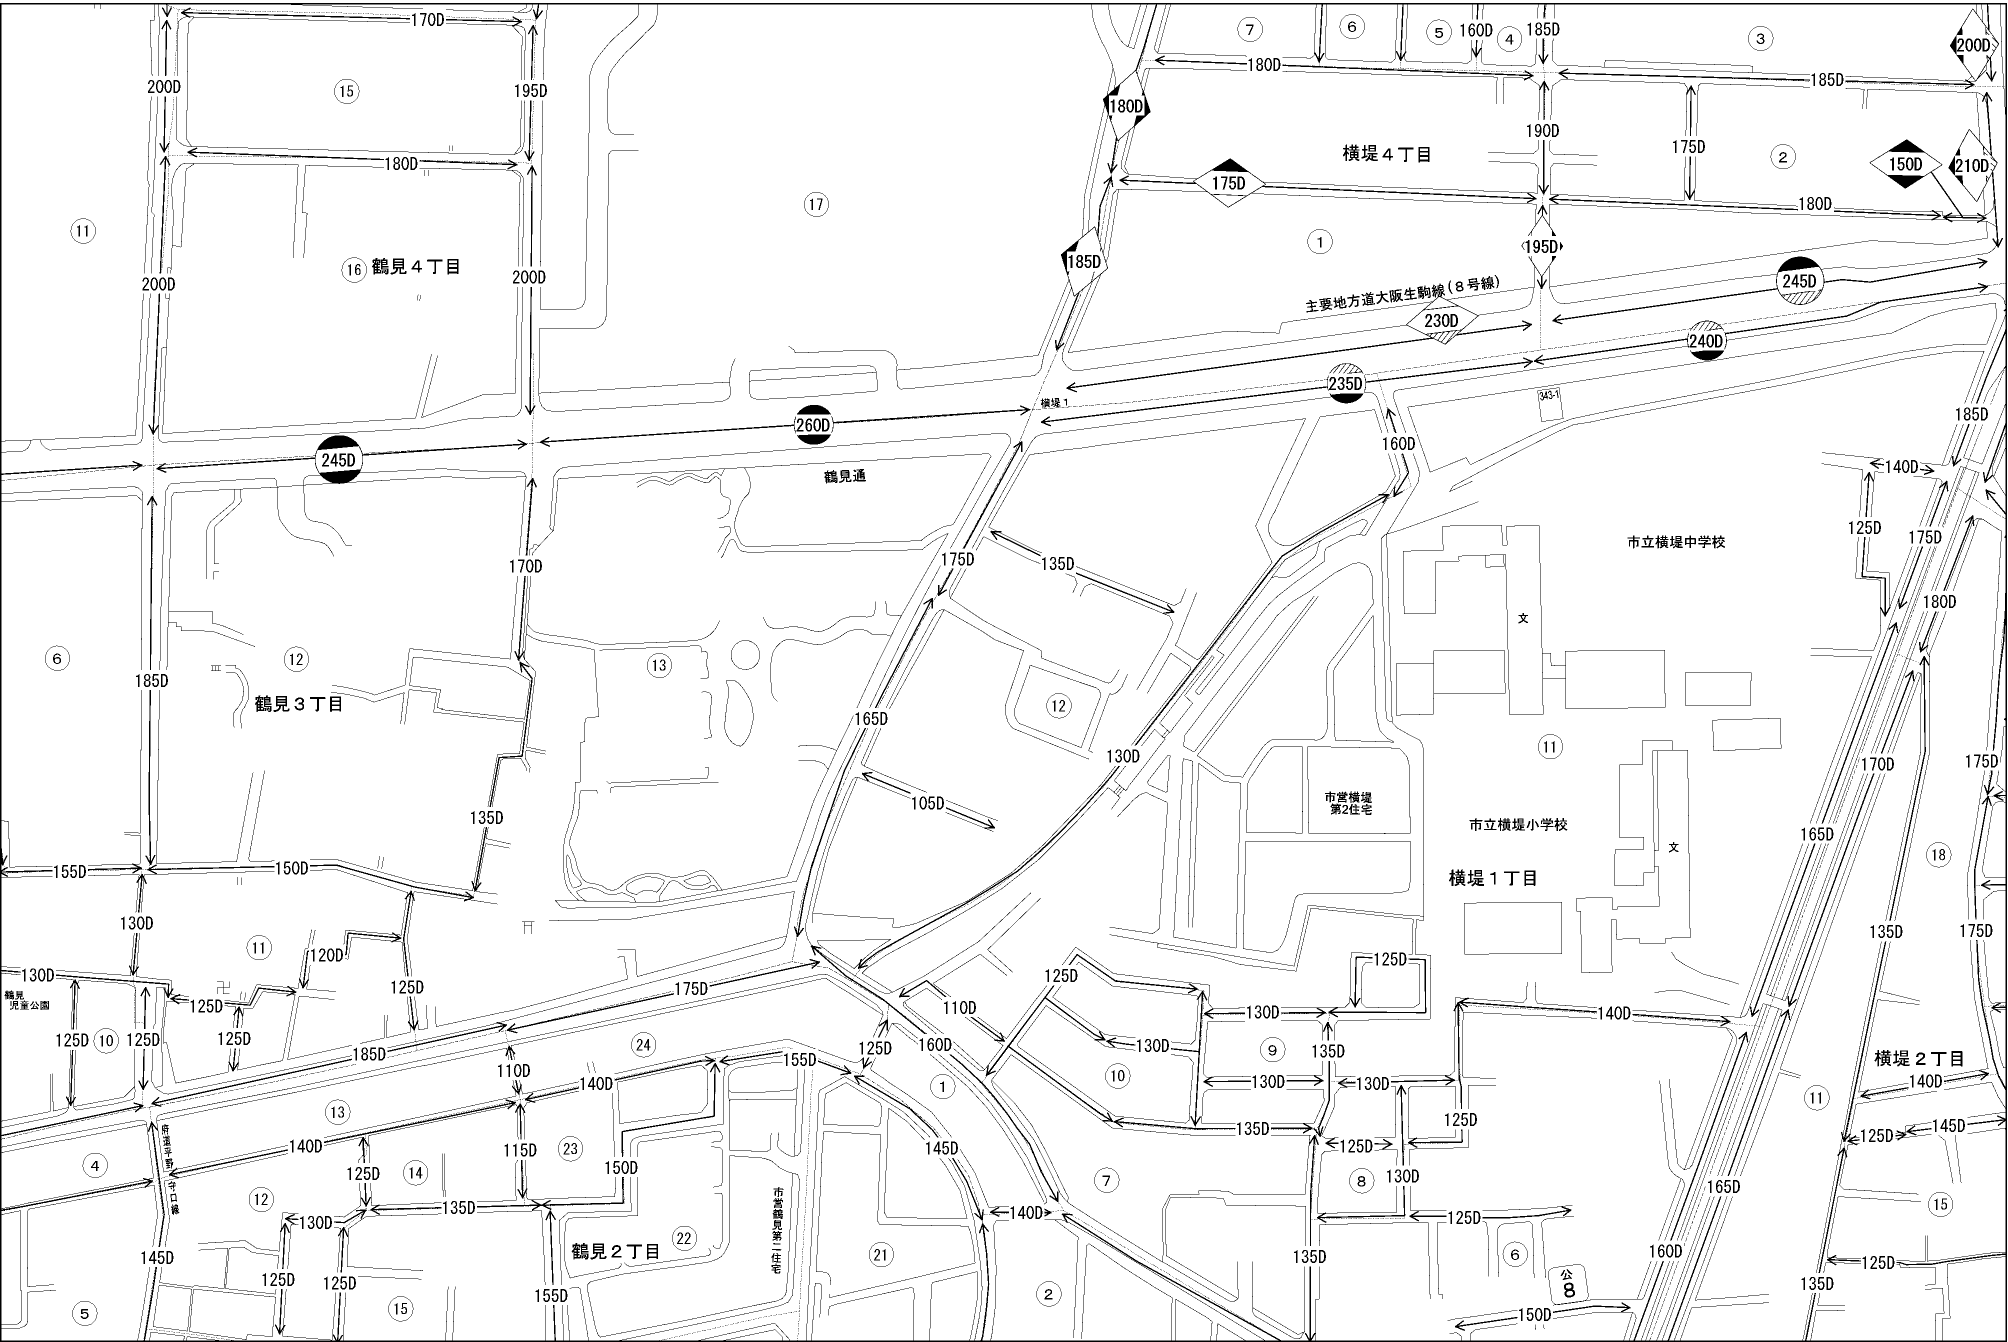 170D
7
6
5
160D
4
185D
3
200D
200D
15
195D
180D
185D
180D
190D
175D
横堤４丁目
2
150D
210D
180D
175D
180D
11
17
16
鶴見４丁目
200D
200D
1
185D
195D
245D
主要地方道大阪生駒線(８号線)
230D
240D
235D
343-1
横堤１
260D
245D
185D
160D
鶴見通
140D
125D
175D
市立横堤中学校
175D
135D
170D
180D
文
6
12
13
185D
鶴見３丁目
12
165D
130D
11
170D
175D
市営横堤
第2住宅
105D
135D
市立横堤小学校
165D
文
18
横堤１丁目
155D
150D
130D
135D
175D
11
120D
130D
125D
125D
鶴見
児童公園
125D
175D
125D
125D
110D
130D
125D
10
125D
125D
140D
185D
24
160D
125D
130D
9
135D
横堤２丁目
155D
110D
140D
1
10
130D
130D
140D
13
11
125D
府道平野
守口線
135D
145D
125D
140D
115D
23
145D
125D
4
125D
14
150D
130D
165D
12
7
8
135D
130D
140D
15
125D
市営鶴見第二住宅
22
鶴見２丁目
21
160D
6
135D
145D
125D
125D
125D
135D
公
8
155D
2
5
15
150D